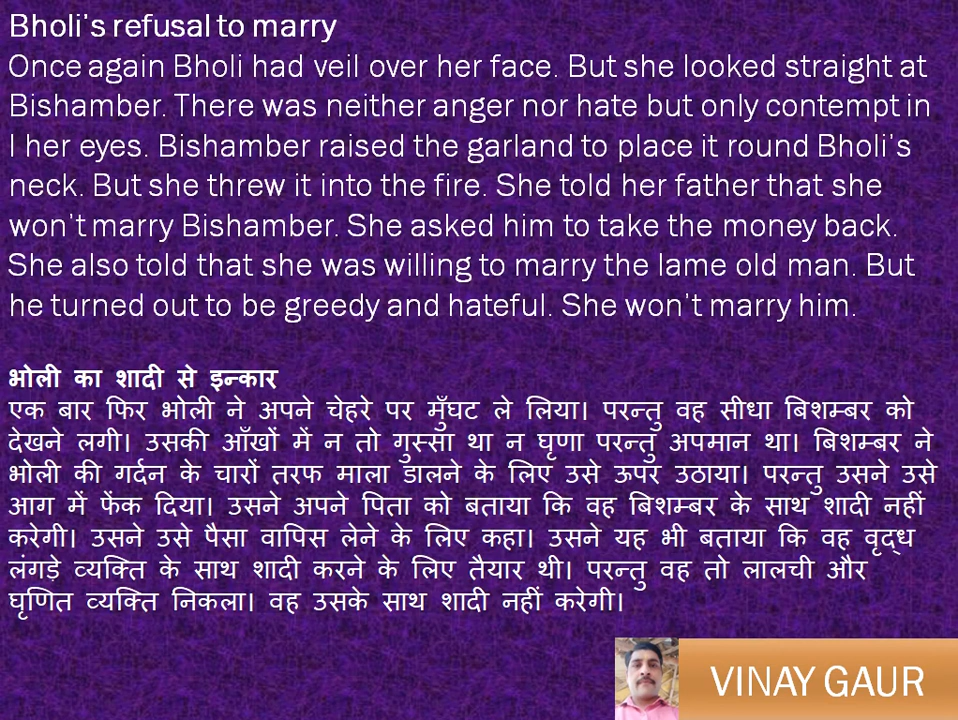 Bholi's refusal to marry
Once again Bholi had veil over her face. But she looked straight at
Bishamber. There was neither anger nor hate but only contempt in
I her eyes. Bishamber raised the garland to place it round Bholi's
neck. But she threw it into the fire. She told her father that she
won't marry Bishamber. She asked him to take the money back.
She also told that she was willing to marry the lame old man. But
he turned out to be greedy and hateful. She won't marry him.
भोली का शादी से इन्कार
एक बार फिर भोली ने अपने चेहरे पर मुँघट ले लिया। परन्तु वह सीधा बिशम्बर को
देखने लगी। उसकी आँखों में न तो गुस्सा था न घृणा परन्तु अपमान था। बिशम्बर ने
भोली की गर्दन के चारों तरफ माला डालने के लिए उसे ऊपर उठाया। परन्तु उसने उसे
आग में फेंक दिया। उसने अपने पिता को बताया कि वह बिशम्बर के साथ शादी नहीं
करेगी। उसने उसे पैसा वापिस लेने के लिए कहा। उसने यह भी बताया कि वह वृद्ध
लंगड़े व्यक्ति के साथ शादी करने के लिए तैयार थी। परन्तु वह तो लालची और
घृणित व्यक्ति निकला। वह उसके साथ शादी नहीं करेगी।
VINAY GAUR